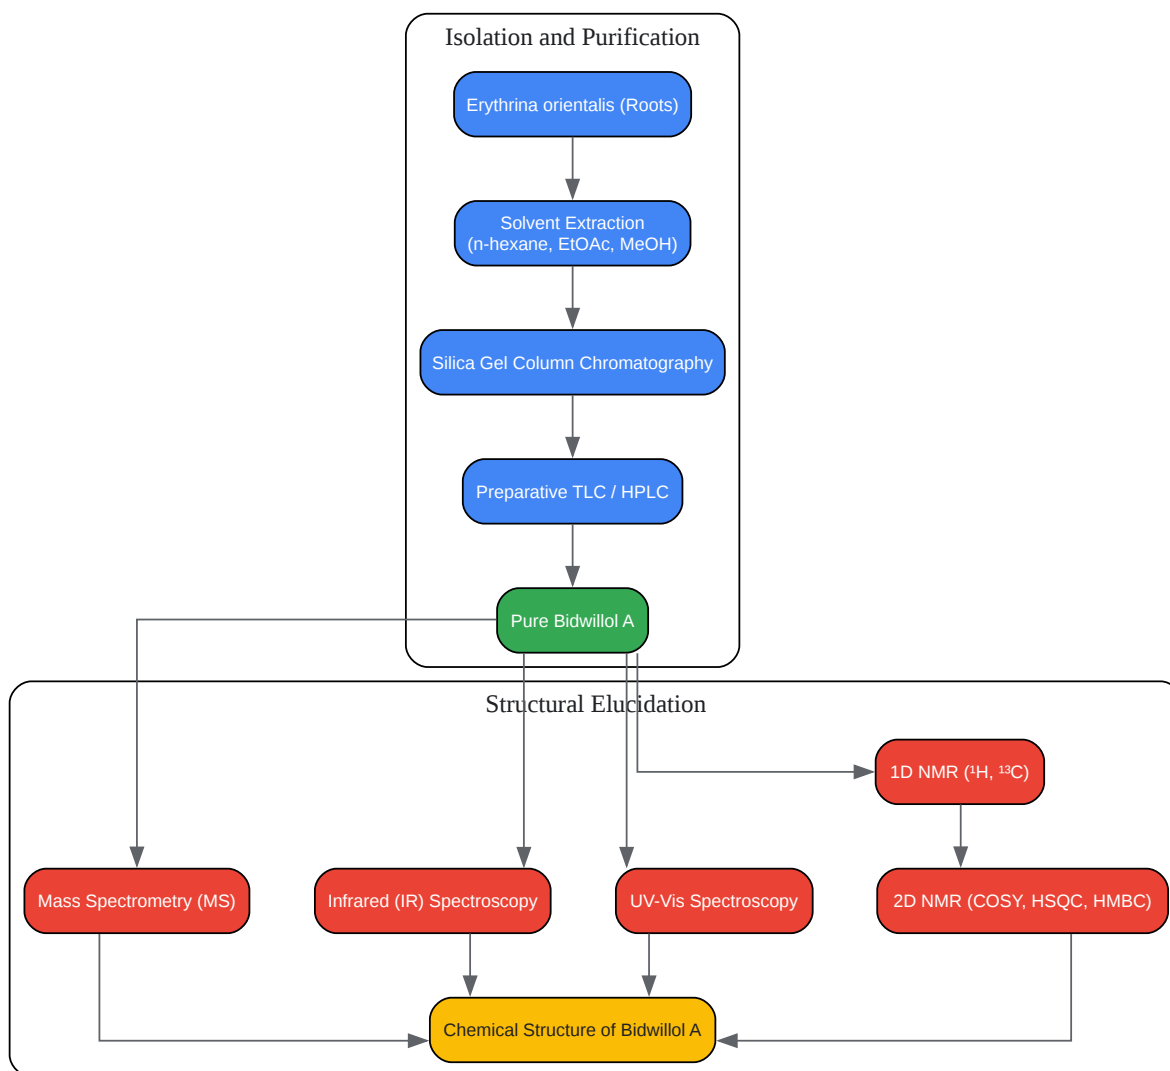 Isolation and Purification
Erythrina orientalis (Roots)
Solvent Extraction
(n-hexane, EtOAc, MeOH)
Silica Gel Column Chromatography
Preparative TLC / HPLC
Pure Bidwillol A
Structural Elucidation
1D NMR (¹H, ¹³C)
Mass Spectrometry (MS)
Infrared (IR) Spectroscopy
UV-Vis Spectroscopy
2D NMR (COSY, HSQC, HMBC)
Chemical Structure of Bidwillol A